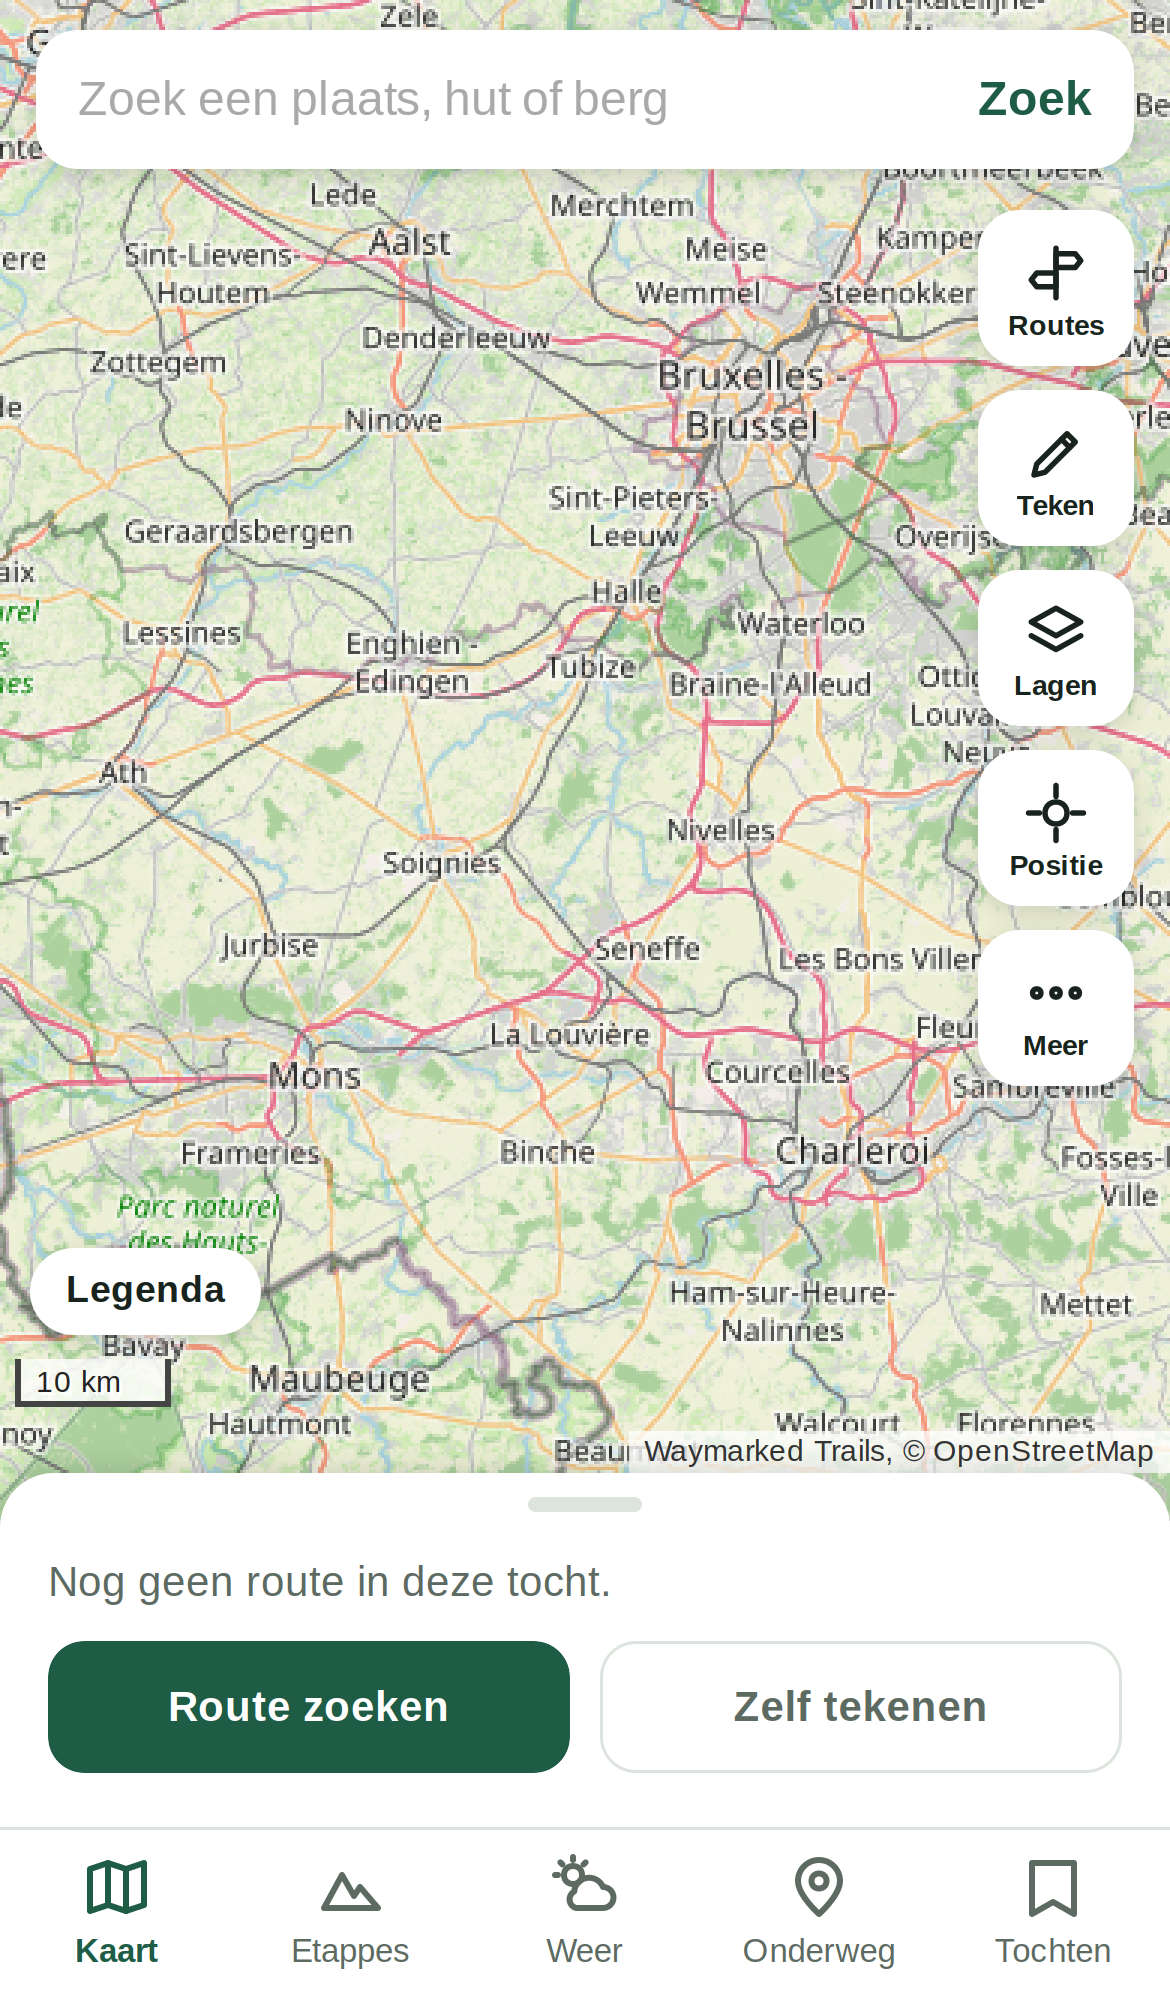 Zele
Zoek een plaats, hut of berg
Zoek
Lede
Merchtem
Aalst
Meise
Sint-Lievens-
Houtem
Wemmel
Routes
Denderleeuw
Zottegem
Bruxelles -
Brussel
Ninove
Teken
Sint-Pieters-
Leeuw
Geraardsbergen
Halle
Waterloo
Lessines
Enghien -
Edingen
Tubize
Braine-l'Alleud
Lagen
Ath
Nivelles
Soignies
Positie
Jurbise
Seneffe
Les Bons Viller
La Louvière
Meer
Mons
Courcelles
Sambreville
Frameries
Binche
Charleroi
Fosses-
Ville
Parc naturel
des Hauts-
Legenda
Ham-sur-Heure-
Nalinnes
Mettet
Bavay
10 km
Maubeuge
Hautmont
Walcourt
Florennes
Waymarked Trails, © OpenStreetMap
Nog geen route in deze tocht.
Route zoeken
Zelf tekenen
Kaart
Etappes
Weer
Onderweg
Tochten